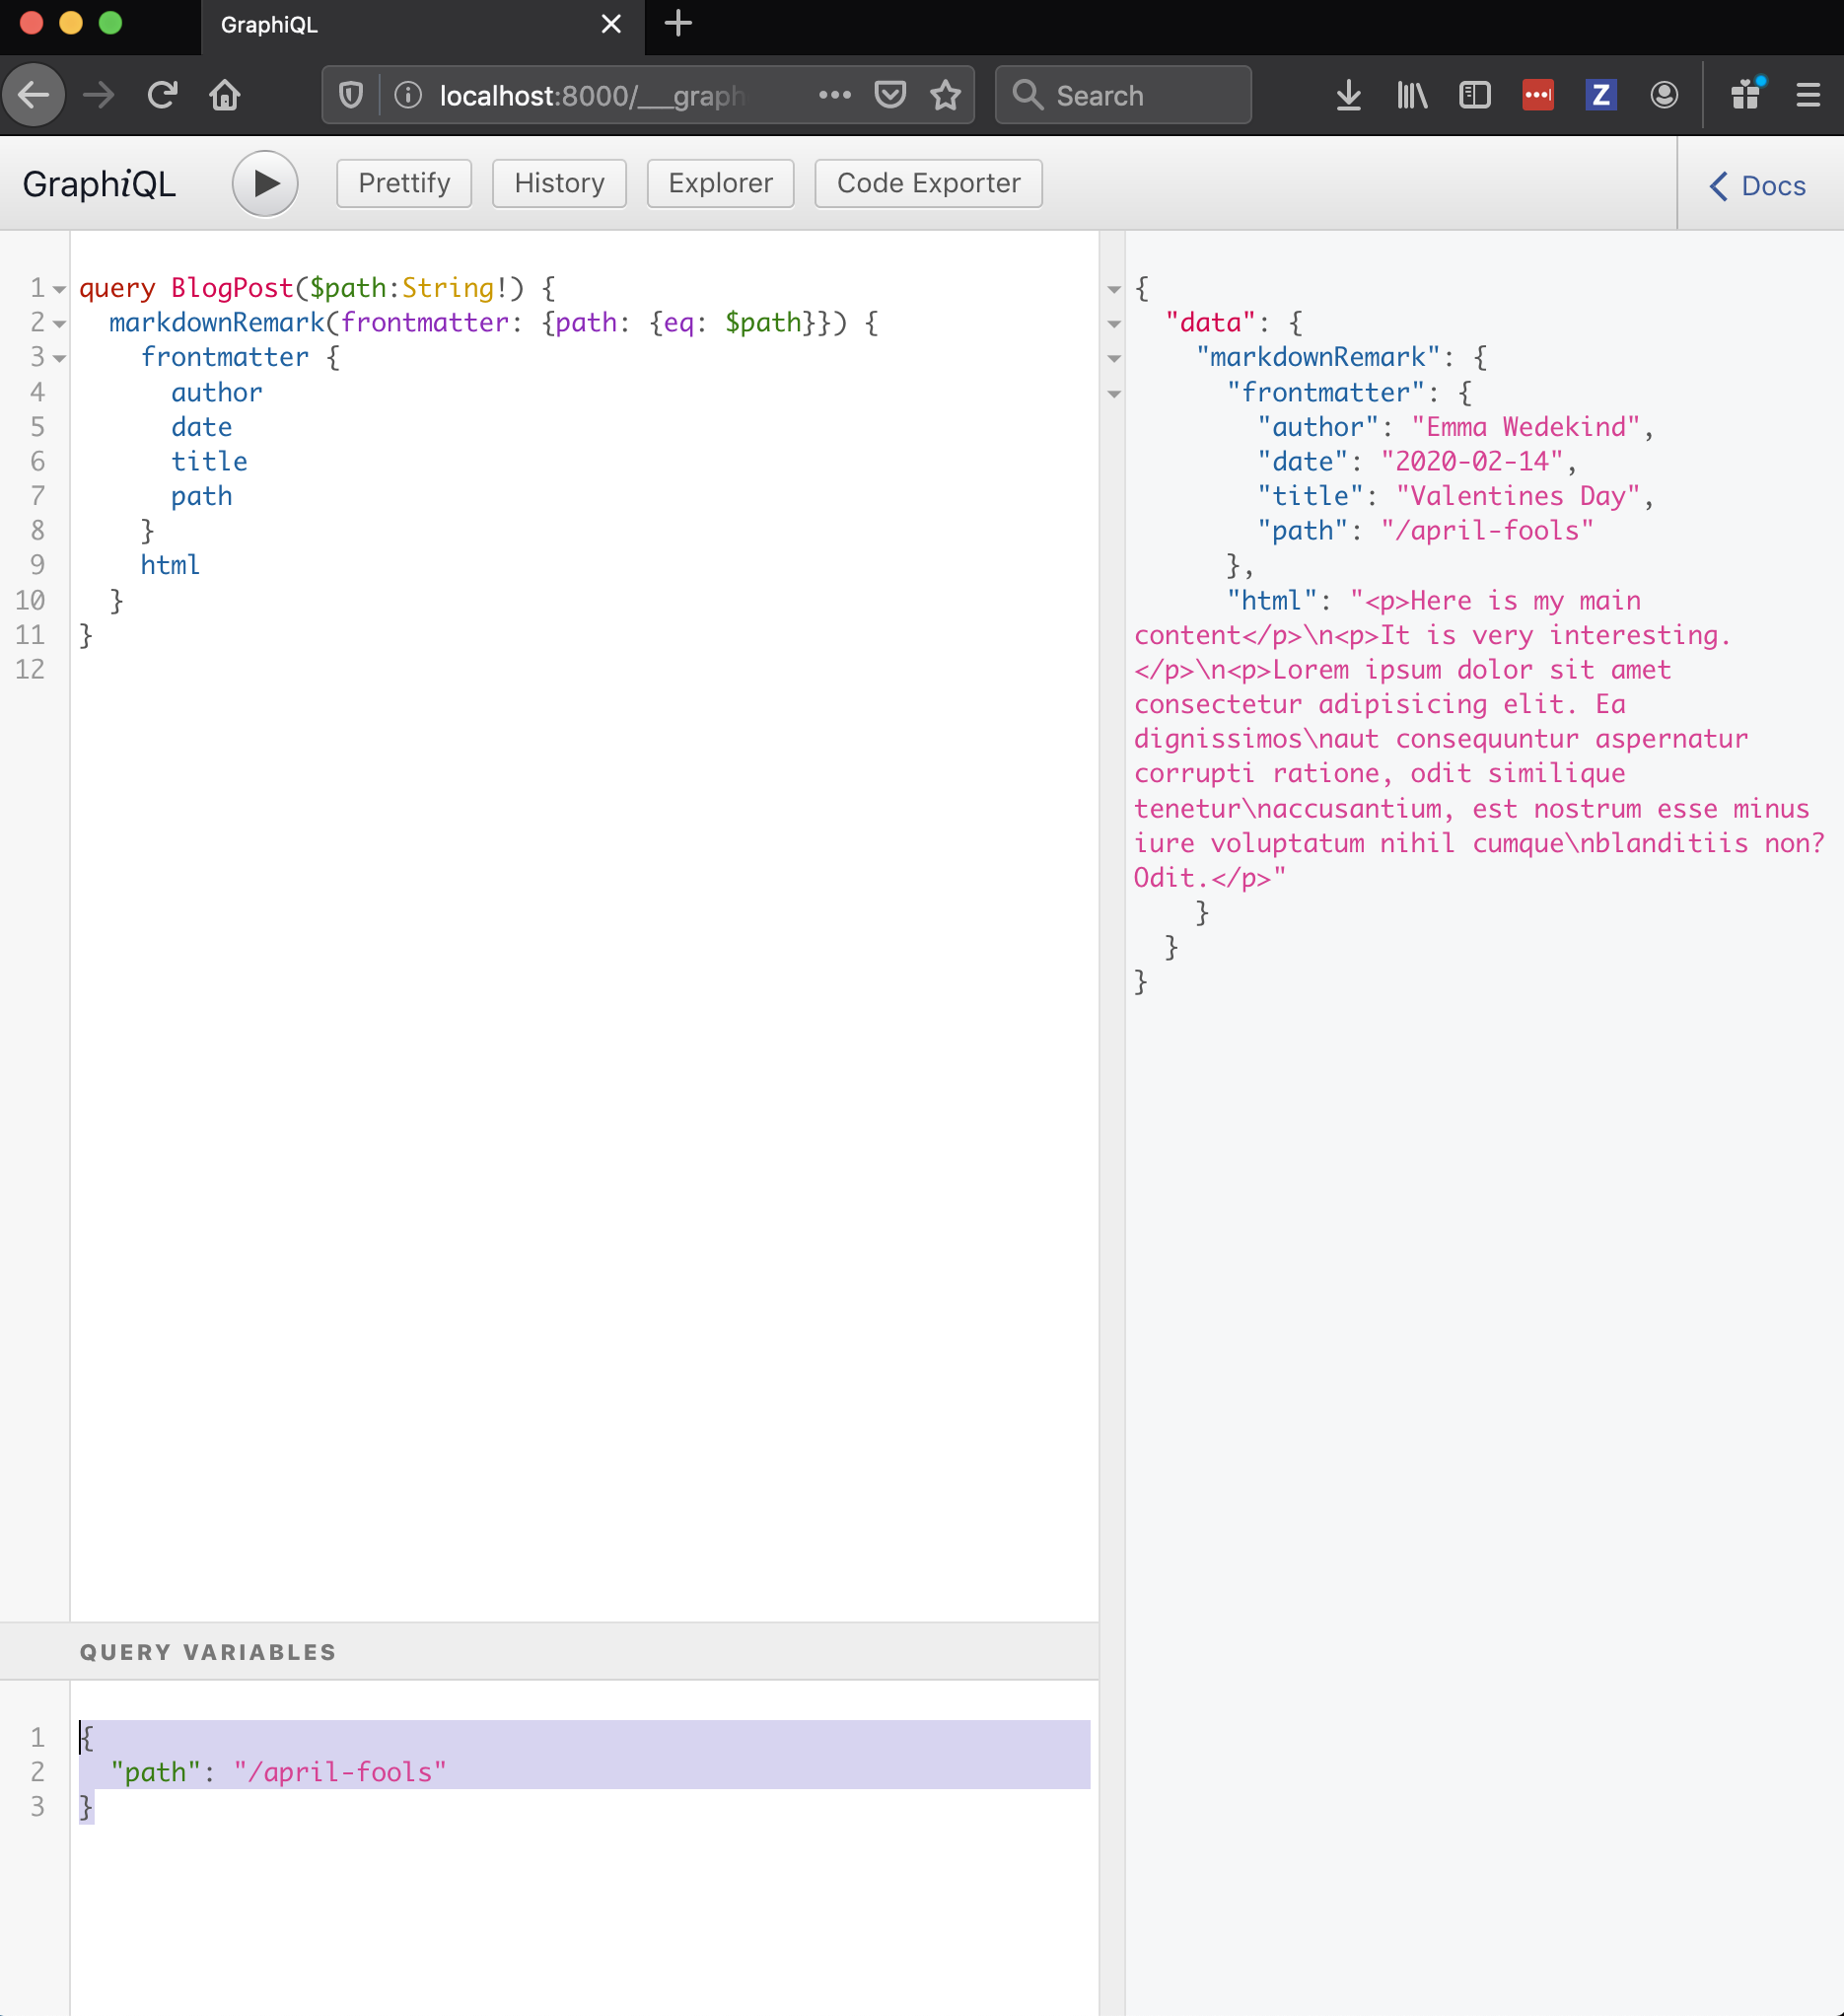 GraphiQL
localhost:8000/___graph
Search
GraphiQL
Prettify
History
Explorer
Code Exporter
Docs
1 query BlogPost($path:String!) {
2   markdownRemark(frontmatter: {path: {eq: $path}}) {
3     frontmatter {
4       author
5       date
6       title
7       path
8     }
9     html
10   }
11 }
12
{
  "data": {
    "markdownRemark": {
      "frontmatter": {
        "author": "Emma Wedekind",
        "date": "2020-02-14",
        "title": "Valentines Day",
        "path": "/april-fools"
      },
      "html": "<p>Here is my main
content</p>\n<p>It is very interesting.
</p>\n<p>Lorem ipsum dolor sit amet
consectetur adipisicing elit. Ea
dignissimos\naut consequuntur aspernatur
corrupti ratione, odit similique
tenetur\naccusantium, est nostrum esse minus
iure voluptatum nihil cumque\nblanditiis non?
Odit.</p>"
    }
  }
}
QUERY VARIABLES
1 {
2   "path": "/april-fools"
3 }